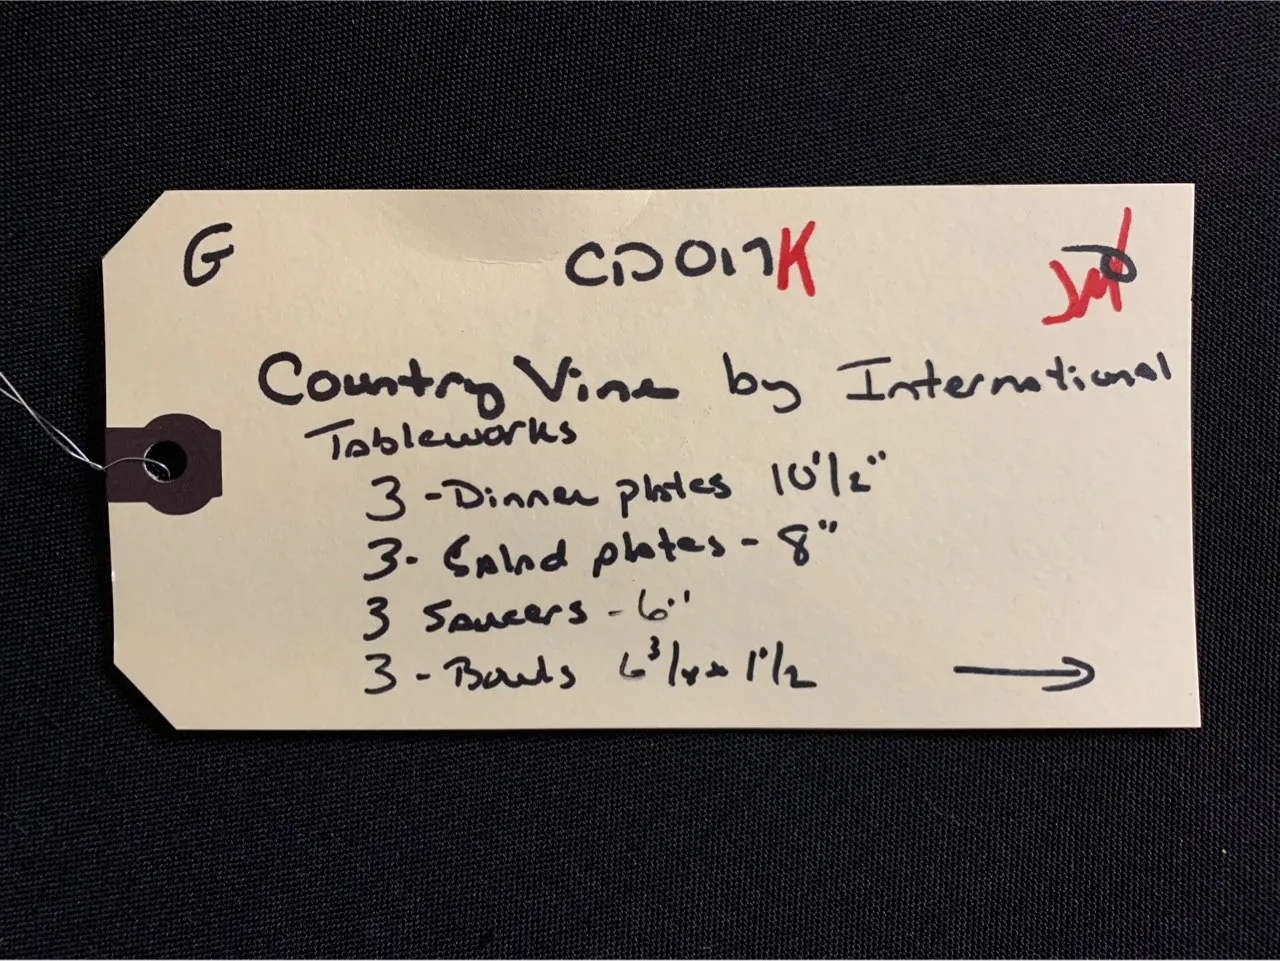 G CD017K
Country Vine by International
Tableworks
3 - Dinner plates 10 1/2"
3 - Salad plates - 8"
3 Saucers - 6"
3 - Bowls 6 3/4 x 1 1/2